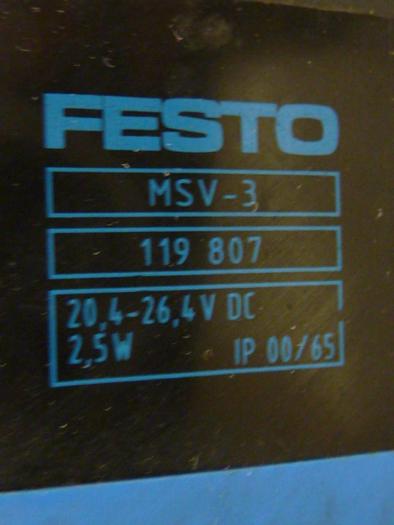 FESTO
MSV-3
119 807
20,4-26,4V DC
2,5W IP 00/65